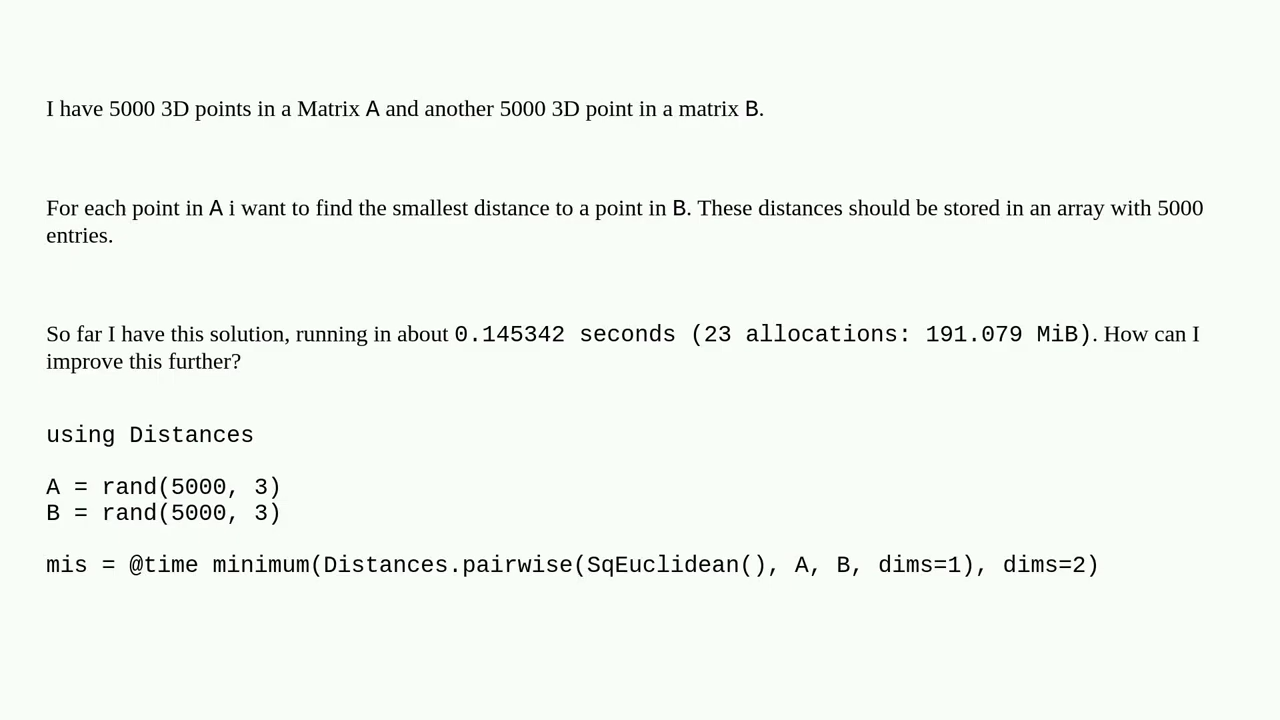 I have 5000 3D points in a Matrix A and another 5000 3D point in a matrix B.
For each point in A i want to find the smallest distance to a point in B. These distances should be stored in an array with 5000
entries.
So far I have this solution, running in about 0.145342 seconds (23 allocations: 191.079 MiB). How can I
improve this further?
using Distances
A = rand(5000, 3)
B = rand(5000, 3)
mis = @time minimum(Distances.pairwise(SqEuclidean(), A, B, dims=1), dims=2)